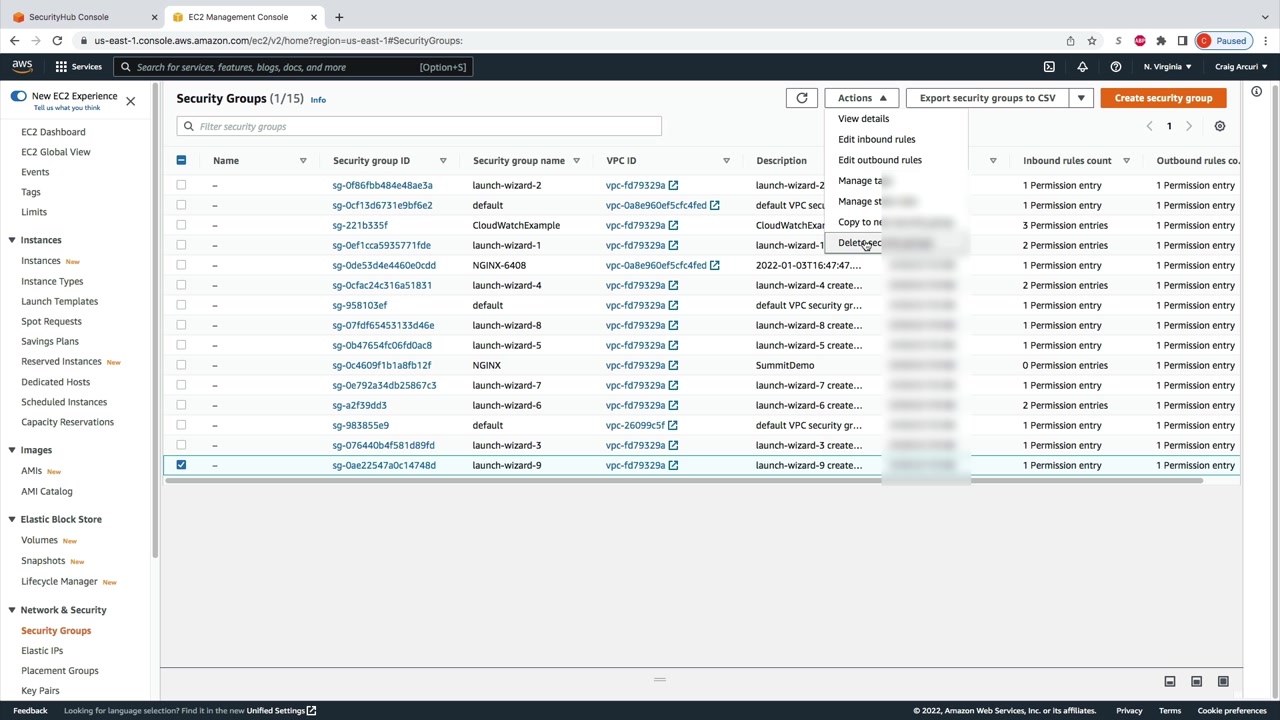 SecurityHub Console
EC2 Management Console
us-east-1.console.aws.amazon.com/ec2/v2/home?region=us-east-1#SecurityGroups:
S
ABP
C
Paused
aws
Services
Search for services, features, blogs, docs, and more
[Option+S]
N. Virginia
Craig Arcuri
New EC2 Experience
Tell us what you think
EC2 Dashboard
EC2 Global View
Events
Tags
Limits
Instances
Instances New
Instance Types
Launch Templates
Spot Requests
Savings Plans
Reserved Instances New
Dedicated Hosts
Scheduled Instances
Capacity Reservations
Images
AMIs New
AMI Catalog
Elastic Block Store
Volumes New
Snapshots New
Lifecycle Manager New
Network & Security
Security Groups
Elastic IPs
Placement Groups
Key Pairs
Security Groups (1/15) Info
Actions
Export security groups to CSV
Create security group
Filter security groups
1
View details
Edit inbound rules
Edit outbound rules
Manage
Copy to
Name Security group ID Security group name VPC ID Description Inbound rules count Outbound rules co...
– sg-0f86fbb484e48ae3a launch-wizard-2 vpc-fd79329a launch-wizard-2 1 Permission entry 1 Permission entry
– sg-0cf13d6731e9bf6e2 default vpc-0a8e960ef5cfc4fed default VPC 1 Permission entry 1 Permission entry
– sg-221b335f CloudWatchExample vpc-fd79329a 3 Permission entries 1 Permission entry
– sg-0ef1cca5935771fde launch-wizard-1 vpc-fd79329a launch-wizard-1 2 Permission entries 1 Permission entry
– sg-0de53d4e4460e0cdd NGINX-6408 vpc-0a8e960ef5cfc4fed 2022-01-03T16:47:47.... 1 Permission entry 1 Permission entry
– sg-0cfac24c316a51831 launch-wizard-4 vpc-fd79329a launch-wizard-4 create... 2 Permission entries 1 Permission entry
– sg-958103ef default vpc-fd79329a default VPC security gr... 1 Permission entry 1 Permission entry
– sg-07fdf65453133d46e launch-wizard-8 vpc-fd79329a launch-wizard-8 create... 1 Permission entry 1 Permission entry
– sg-0b47654fc06fd0ac8 launch-wizard-5 vpc-fd79329a launch-wizard-5 create... 1 Permission entry 1 Permission entry
– sg-0c4609f1b1a8fb12f NGINX vpc-fd79329a SummitDemo 0 Permission entries 1 Permission entry
– sg-0e792a34db25867c3 launch-wizard-7 vpc-fd79329a launch-wizard-7 create... 1 Permission entry 1 Permission entry
– sg-a2f39dd3 launch-wizard-6 vpc-fd79329a launch-wizard-6 create... 2 Permission entries 1 Permission entry
– sg-983855e9 default vpc-26099c5f default VPC security gr... 1 Permission entry 1 Permission entry
– sg-076440b4f581d89fd launch-wizard-3 vpc-fd79329a launch-wizard-3 create... 1 Permission entry 1 Permission entry
– sg-0ae22547a0c14748d launch-wizard-9 vpc-fd79329a launch-wizard-9 create... 1 Permission entry 1 Permission entry
Feedback
Looking for language selection? Find it in the new Unified Settings
© 2022, Amazon Web Services, Inc. or its affiliates.
Privacy
Terms
Cookie preferences